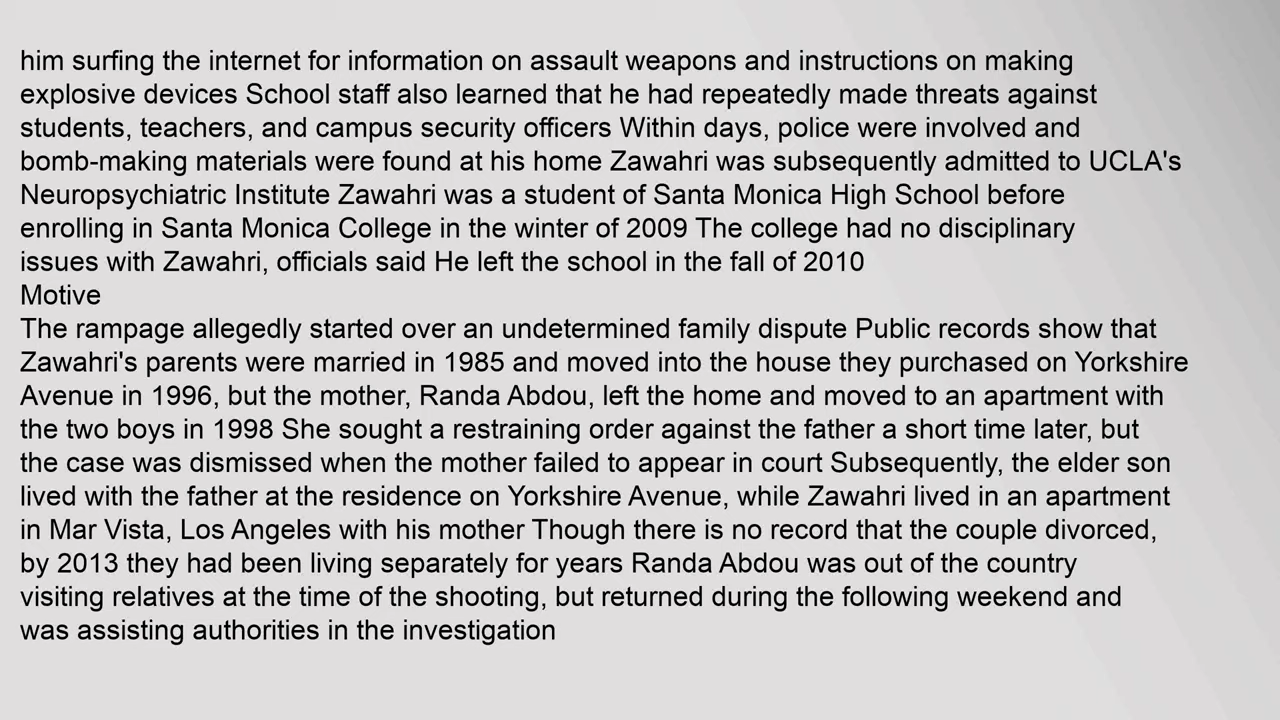 him surfing the internet for information on assault weapons and instructions on making
explosive devices School staff also learned that he had repeatedly made threats against
students, teachers, and campus security officers Within days, police were involved and
bomb-making materials were found at his home Zawahri was subsequently admitted to UCLA's
Neuropsychiatric Institute Zawahri was a student of Santa Monica High School before
enrolling in Santa Monica College in the winter of 2009 The college had no disciplinary
issues with Zawahri, officials said He left the school in the fall of 2010
Motive
The rampage allegedly started over an undetermined family dispute Public records show that
Zawahri's parents were married in 1985 and moved into the house they purchased on Yorkshire
Avenue in 1996, but the mother, Randa Abdou, left the home and moved to an apartment with
the two boys in 1998 She sought a restraining order against the father a short time later, but
the case was dismissed when the mother failed to appear in court Subsequently, the elder son
lived with the father at the residence on Yorkshire Avenue, while Zawahri lived in an apartment
in Mar Vista, Los Angeles with his mother Though there is no record that the couple divorced,
by 2013 they had been living separately for years Randa Abdou was out of the country
visiting relatives at the time of the shooting, but returned during the following weekend and
was assisting authorities in the investigation